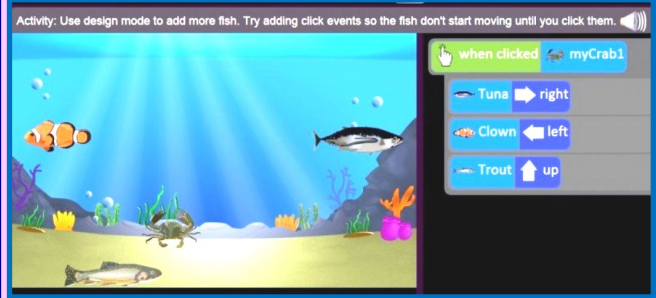 Activity: Use design mode to add more fish. Try adding click events so the fish don't start moving until you click them.
when clicked myCrab1
Tuna right
Clown left
Trout up